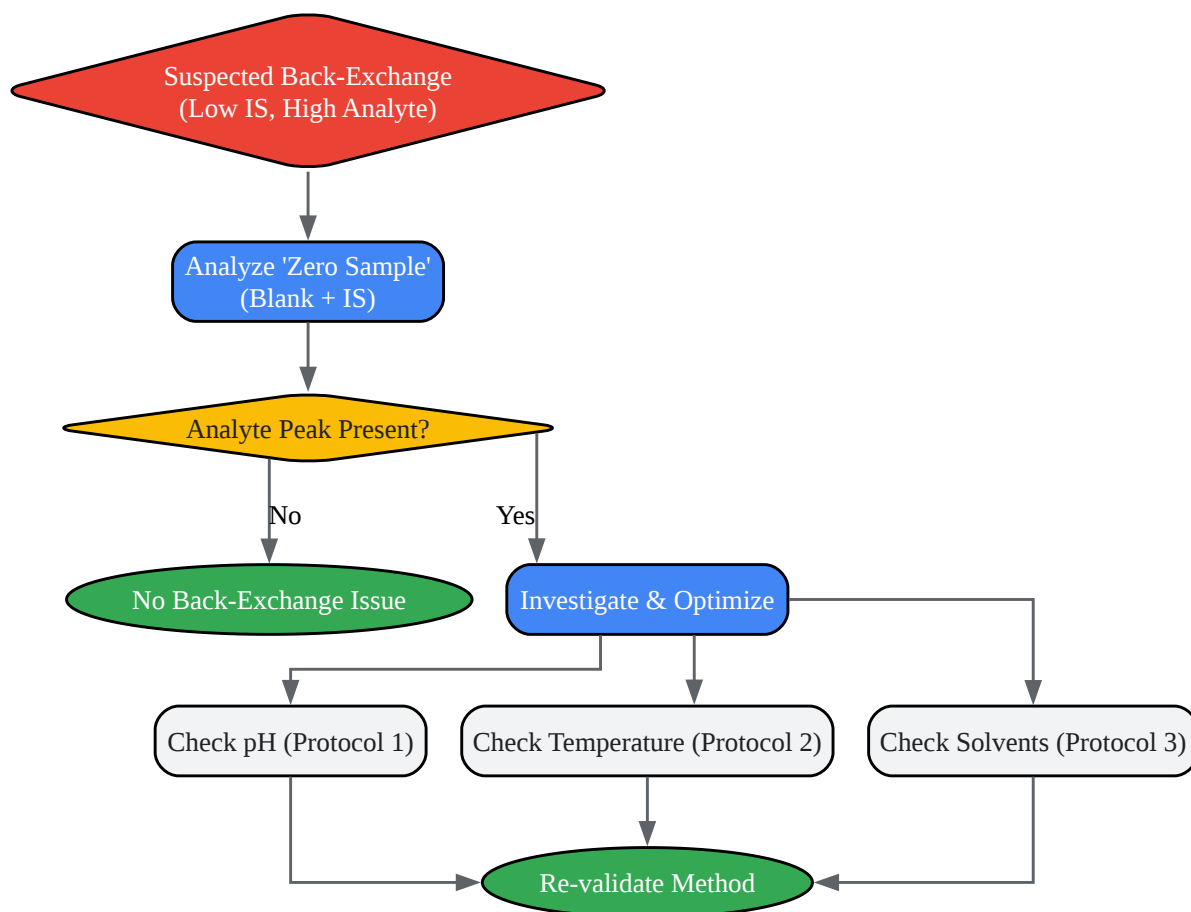 Suspected Back-Exchange
(Low IS, High Analyte)
Analyze 'Zero Sample'
(Blank + IS)
Analyte Peak Present?
No
Yes
No Back-Exchange Issue
Investigate & Optimize
Check pH (Protocol 1)
Check Temperature (Protocol 2)
Check Solvents (Protocol 3)
Re-validate Method